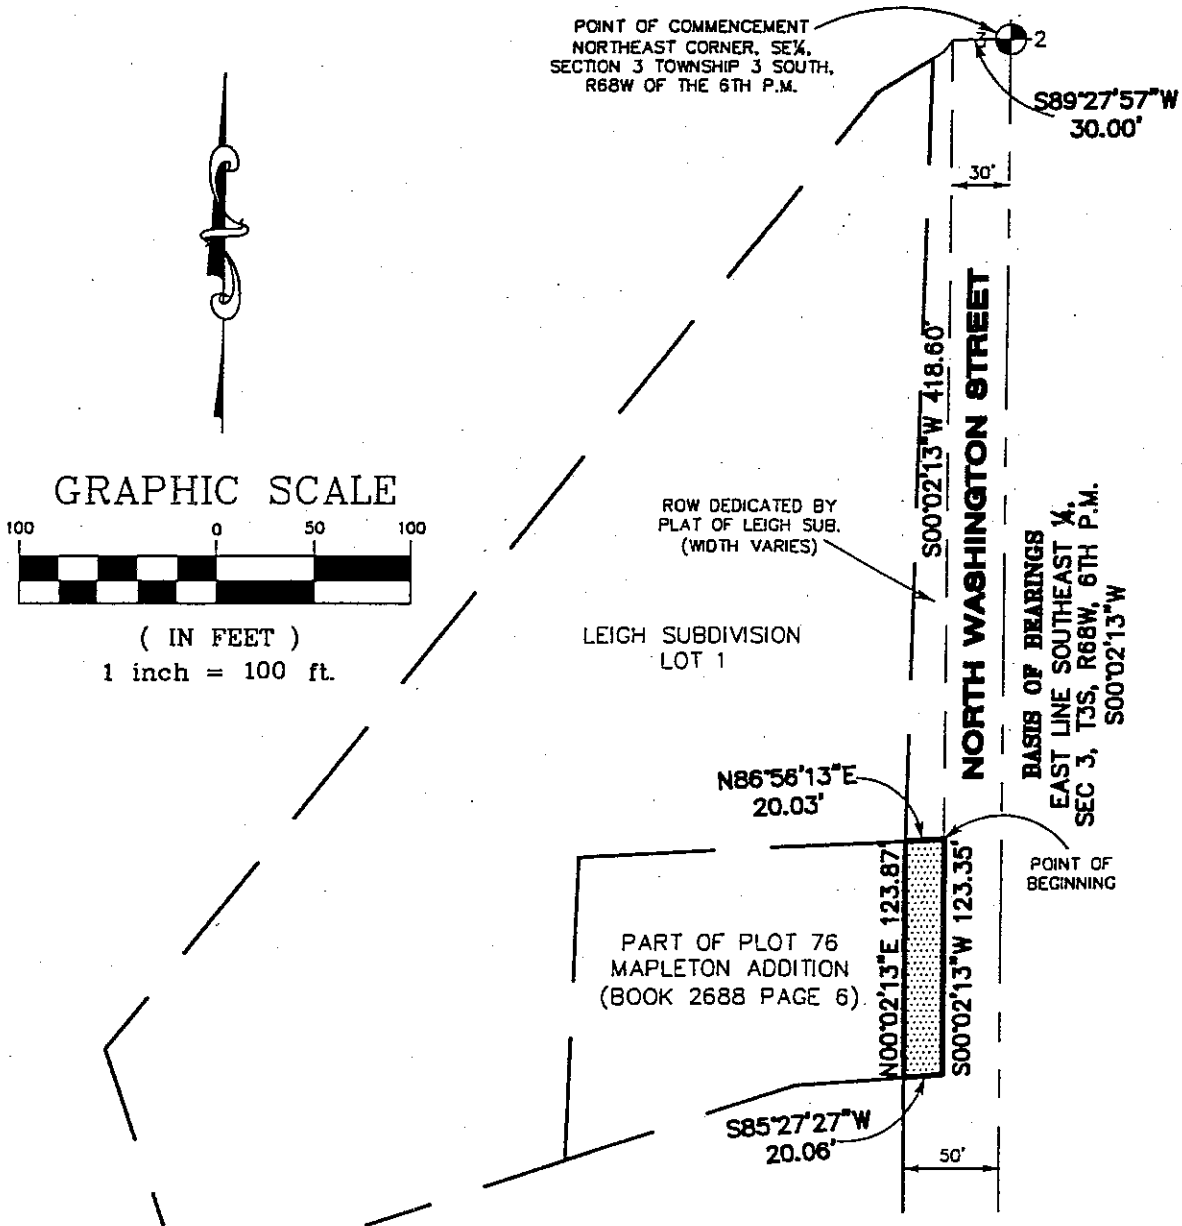 POINT OF COMMENCEMENT
NORTHEAST CORNER, SE¼,
SECTION 3 TOWNSHIP 3 SOUTH,
R68W OF THE 6TH P.M.
3
2
S89°27'57"W
30.00'
30'
GRAPHIC SCALE
100
0
50
100
( IN FEET )
1 inch = 100 ft.
S00°02'13"W 418.60'
NORTH WASHINGTON STREET
ROW DEDICATED BY
PLAT OF LEIGH SUB.
(WIDTH VARIES)
BASIS OF BEARINGS
EAST LINE SOUTHEAST ¼,
SEC 3, T3S, R68W, 6TH P.M.
S00°02'13"W
LEIGH SUBDIVISION
LOT 1
N86°56'13"E
20.03'
POINT OF
BEGINNING
PART OF PLOT 76
MAPLETON ADDITION
(BOOK 2688 PAGE 6)
N00°02'13"E 123.87'
S00°02'13"W 123.35'
S85°27'27"W
20.06'
50'